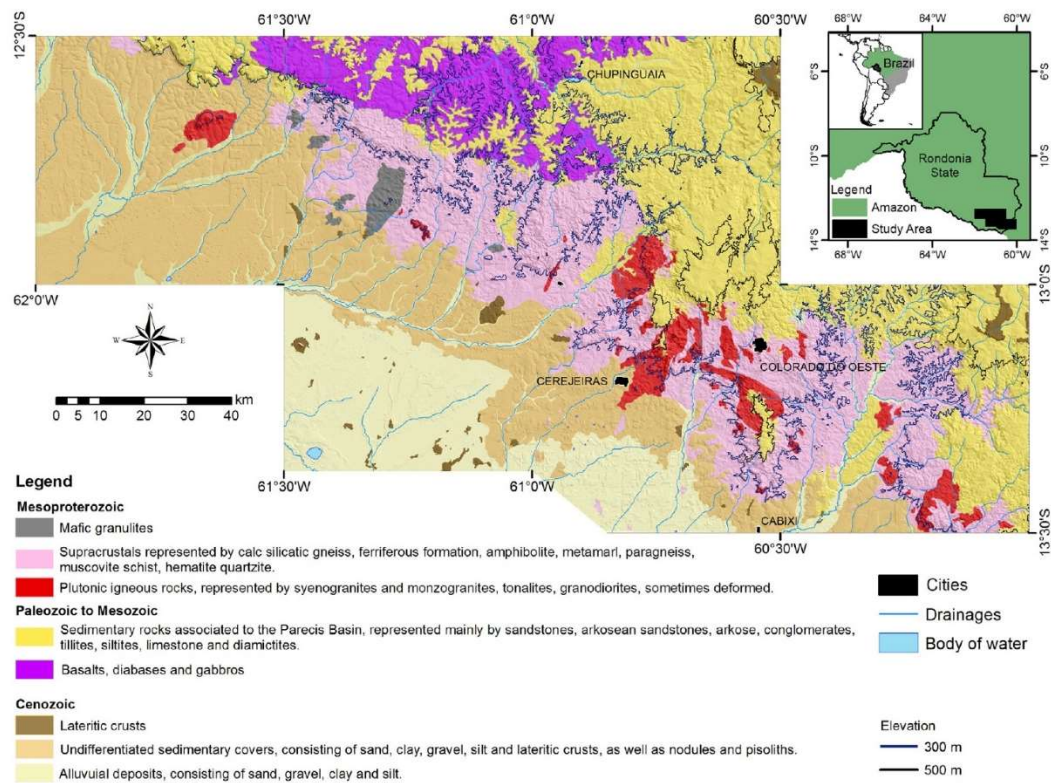 61°30'W
61°0'W
60°30'W
12°30'S
68°W
64°W
60°W
6°S
6°S
Brazil
CHUPINGUAIA
10°S
10°S
Rondonia
State
Legend
Amazon
Study Area
14°S
14°S
68°W
64°W
60°W
62°0'W
13°0'S
N
W
E
S
COLORADO DO OESTE
CEREJEIRAS
0 5 10 20 30 40 km
CABIXI
61°30'W
61°0'W
60°30'W
13°30'S
Legend
Mesoproterozoic
Mafic granulites
Supracrustals represented by calc silicatic gneiss, ferriferous formation, amphibolite, metamarl, paragneiss,
muscovite schist, hematite quartzite.
Plutonic igneous rocks, represented by syenogranites and monzogranites, tonalites, granodiorites, sometimes deformed.
Paleozoic to Mesozoic
Sedimentary rocks associated to the Parecis Basin, represented mainly by sandstones, arkosean sandstones, arkose, conglomerates,
tillites, siltites, limestone and diamictites.
Basalts, diabases and gabbros
Cenozoic
Lateritic crusts
Undifferentiated sedimentary covers, consisting of sand, clay, gravel, silt and lateritic crusts, as well as nodules and pisoliths.
Alluvuial deposits, consisting of sand, gravel, clay and silt.
Cities
Drainages
Body of water
Elevation
300 m
500 m